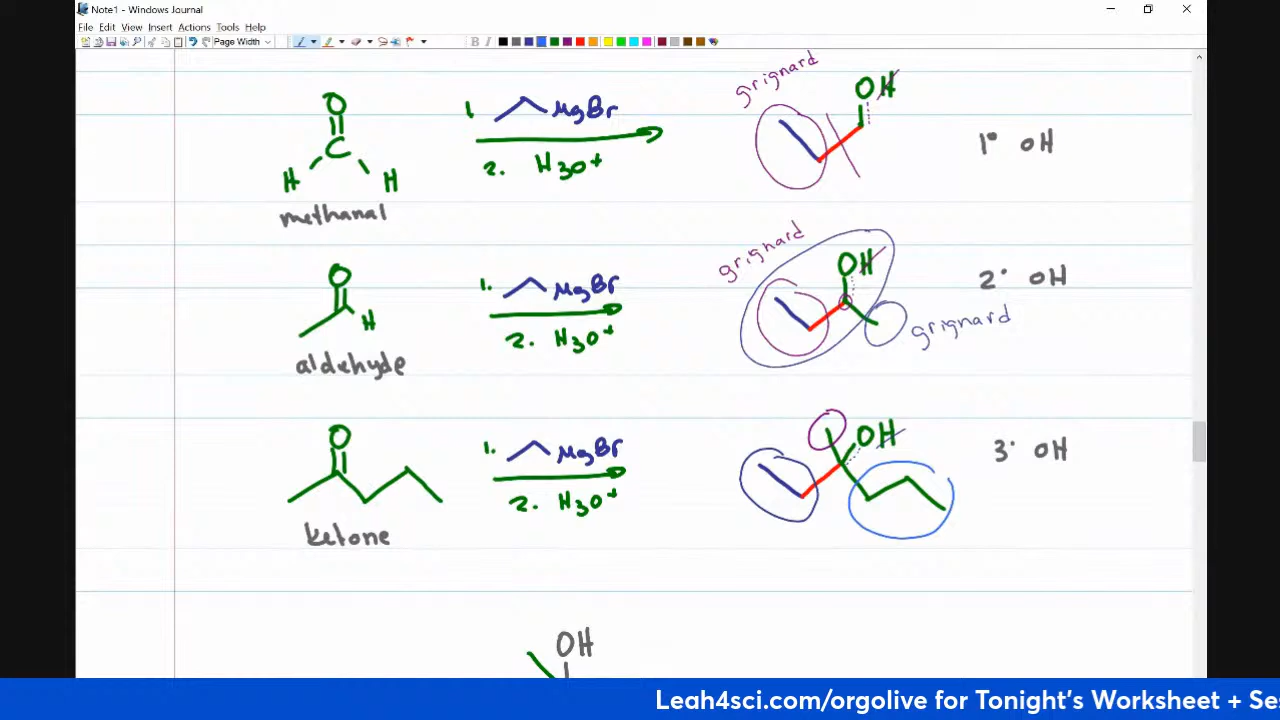 Note1 - Windows Journal
File Edit View Insert Actions Tools Help
Page Width
B I
grignard
O
C
H H
methanal
1. MgBr
2. H3O+
OH
1° OH
grignard
O
H
aldehyde
1. MgBr
2. H3O+
OH
grignard
2° OH
O
ketone
1. MgBr
2. H3O+
OH
3° OH
OH
Leah4sci.com/orgolive for Tonight's Worksheet + Se